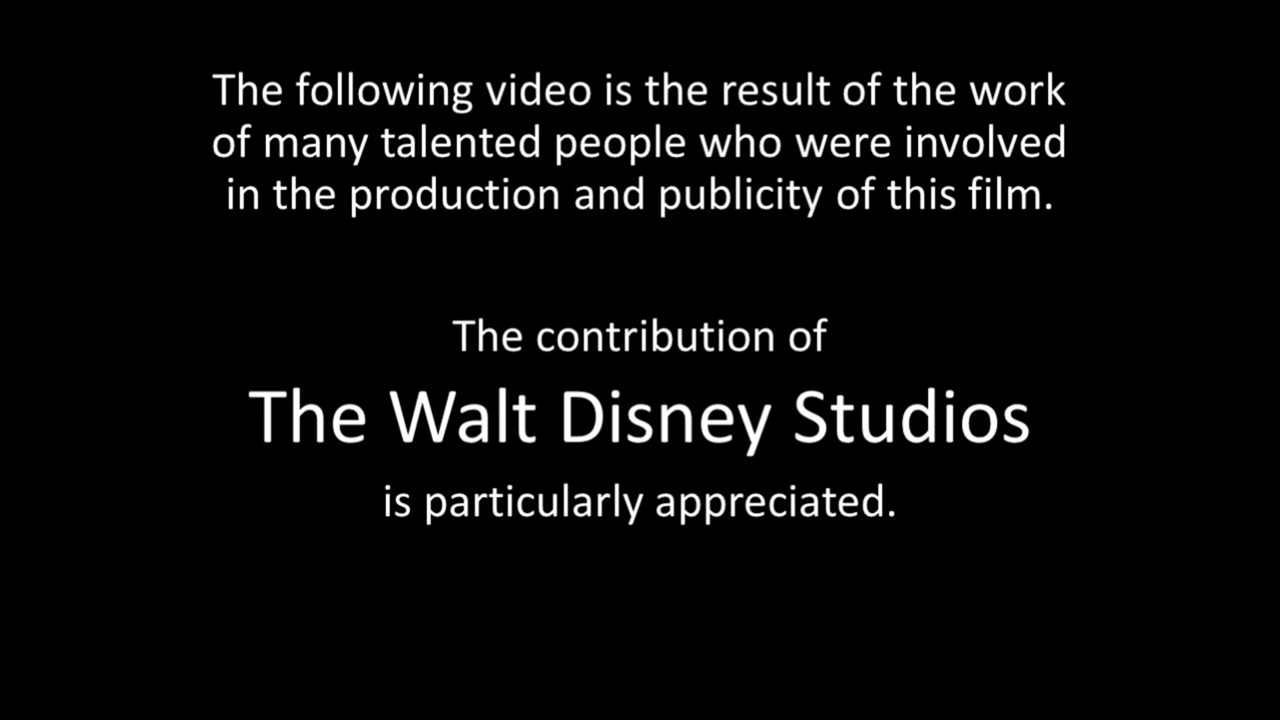 The following video is the result of the work
of many talented people who were involved
in the production and publicity of this film.
The contribution of
The Walt Disney Studios
is particularly appreciated.